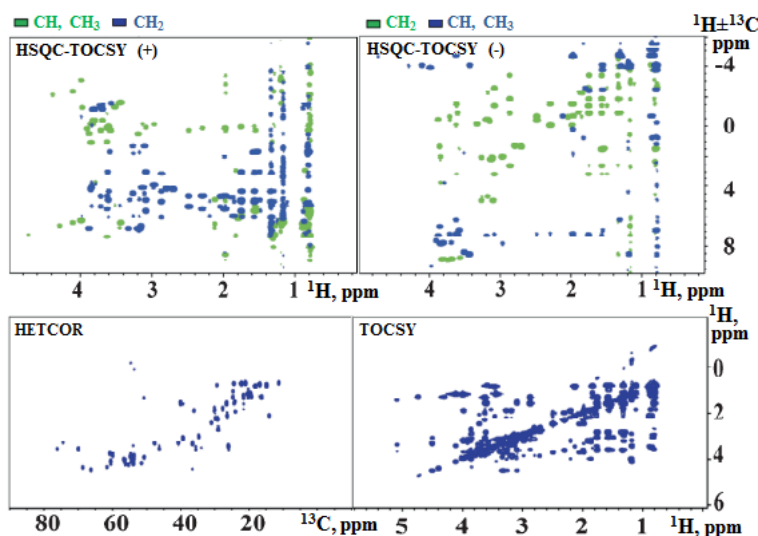 CH, CH₃ CH₂ CH₂ CH, CH₃ ¹H±¹³C
ppm
HSQC-TOCSY (+) HSQC-TOCSY (-)
-4
0
4
8
4 3 2 1 ¹H, ppm 4 3 2 1 ¹H, ppm
HETCOR TOCSY ¹H,
ppm
0
2
4
6
80 60 40 20 ¹³C, ppm 5 4 3 2 1 ¹H, ppm